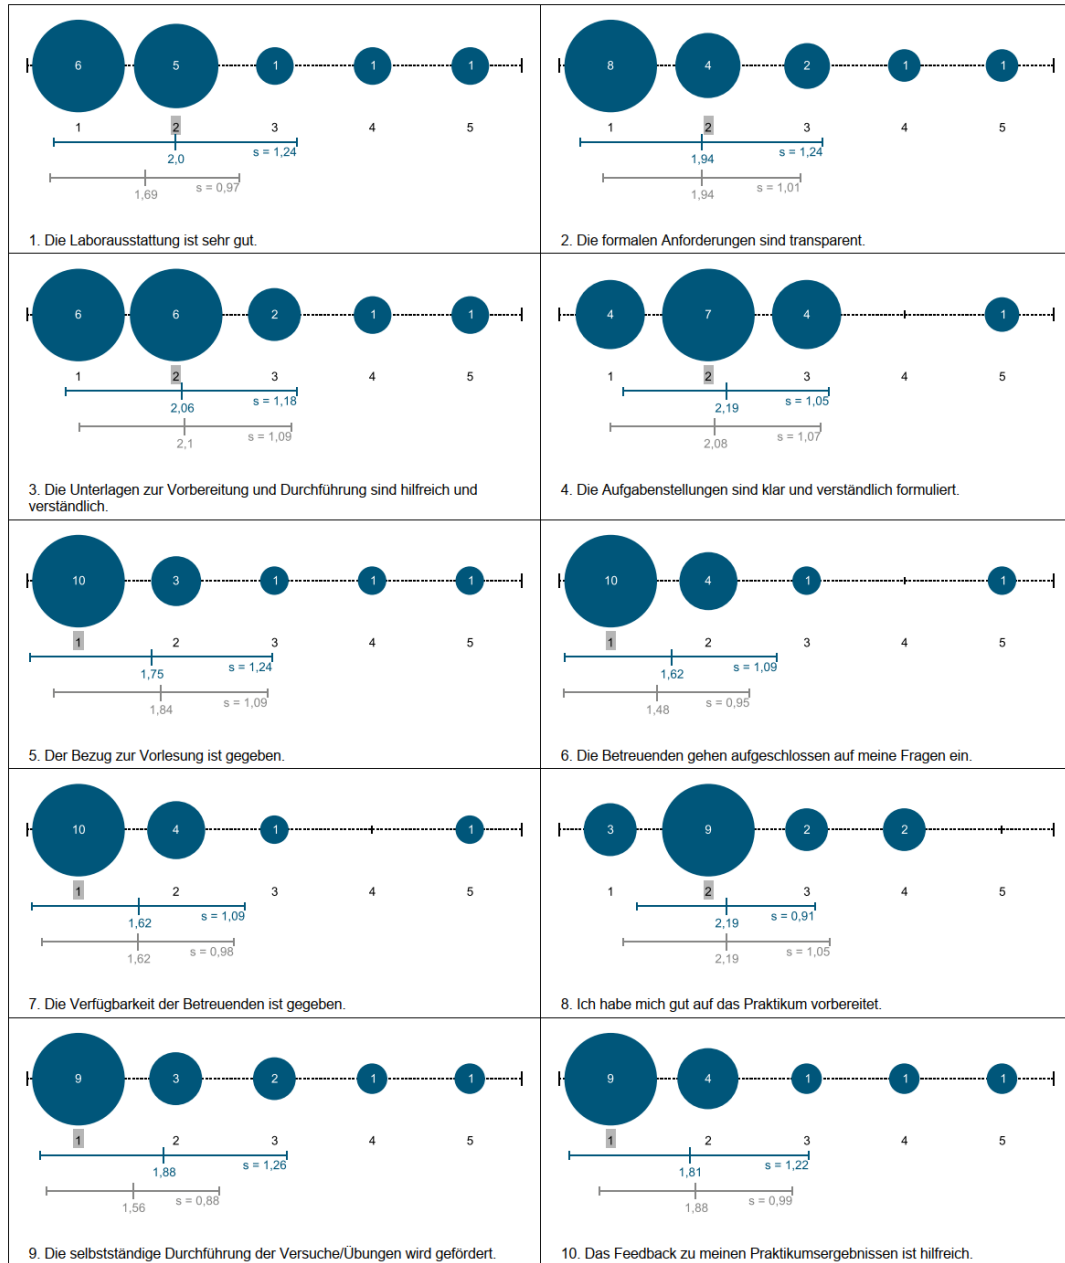 6 5 1 1 1
1 2 3 4 5
2,0 s = 1,24
1,69 s = 0,97
1. Die Laborausstattung ist sehr gut.
8 4 2 1 1
1 2 3 4 5
1,94 s = 1,24
1,94 s = 1,01
2. Die formalen Anforderungen sind transparent.
6 6 2 1 1
1 2 3 4 5
2,06 s = 1,18
2,1 s = 1,09
3. Die Unterlagen zur Vorbereitung und Durchführung sind hilfreich und
verständlich.
4 7 4 1
1 2 3 4 5
2,19 s = 1,05
2,08 s = 1,07
4. Die Aufgabenstellungen sind klar und verständlich formuliert.
10 3 1 1 1
1 2 3 4 5
1,75 s = 1,24
1,84 s = 1,09
5. Der Bezug zur Vorlesung ist gegeben.
10 4 1 1
1 2 3 4 5
1,62 s = 1,09
1,48 s = 0,95
6. Die Betreuenden gehen aufgeschlossen auf meine Fragen ein.
10 4 1 1
1 2 3 4 5
1,62 s = 1,09
1,62 s = 0,98
7. Die Verfügbarkeit der Betreuenden ist gegeben.
3 9 2 2
1 2 3 4 5
2,19 s = 0,91
2,19 s = 1,05
8. Ich habe mich gut auf das Praktikum vorbereitet.
9 3 2 1 1
1 2 3 4 5
1,88 s = 1,26
1,56 s = 0,88
9. Die selbstständige Durchführung der Versuche/Übungen wird gefördert.
9 4 1 1 1
1 2 3 4 5
1,81 s = 1,22
1,88 s = 0,99
10. Das Feedback zu meinen Praktikumsergebnissen ist hilfreich.